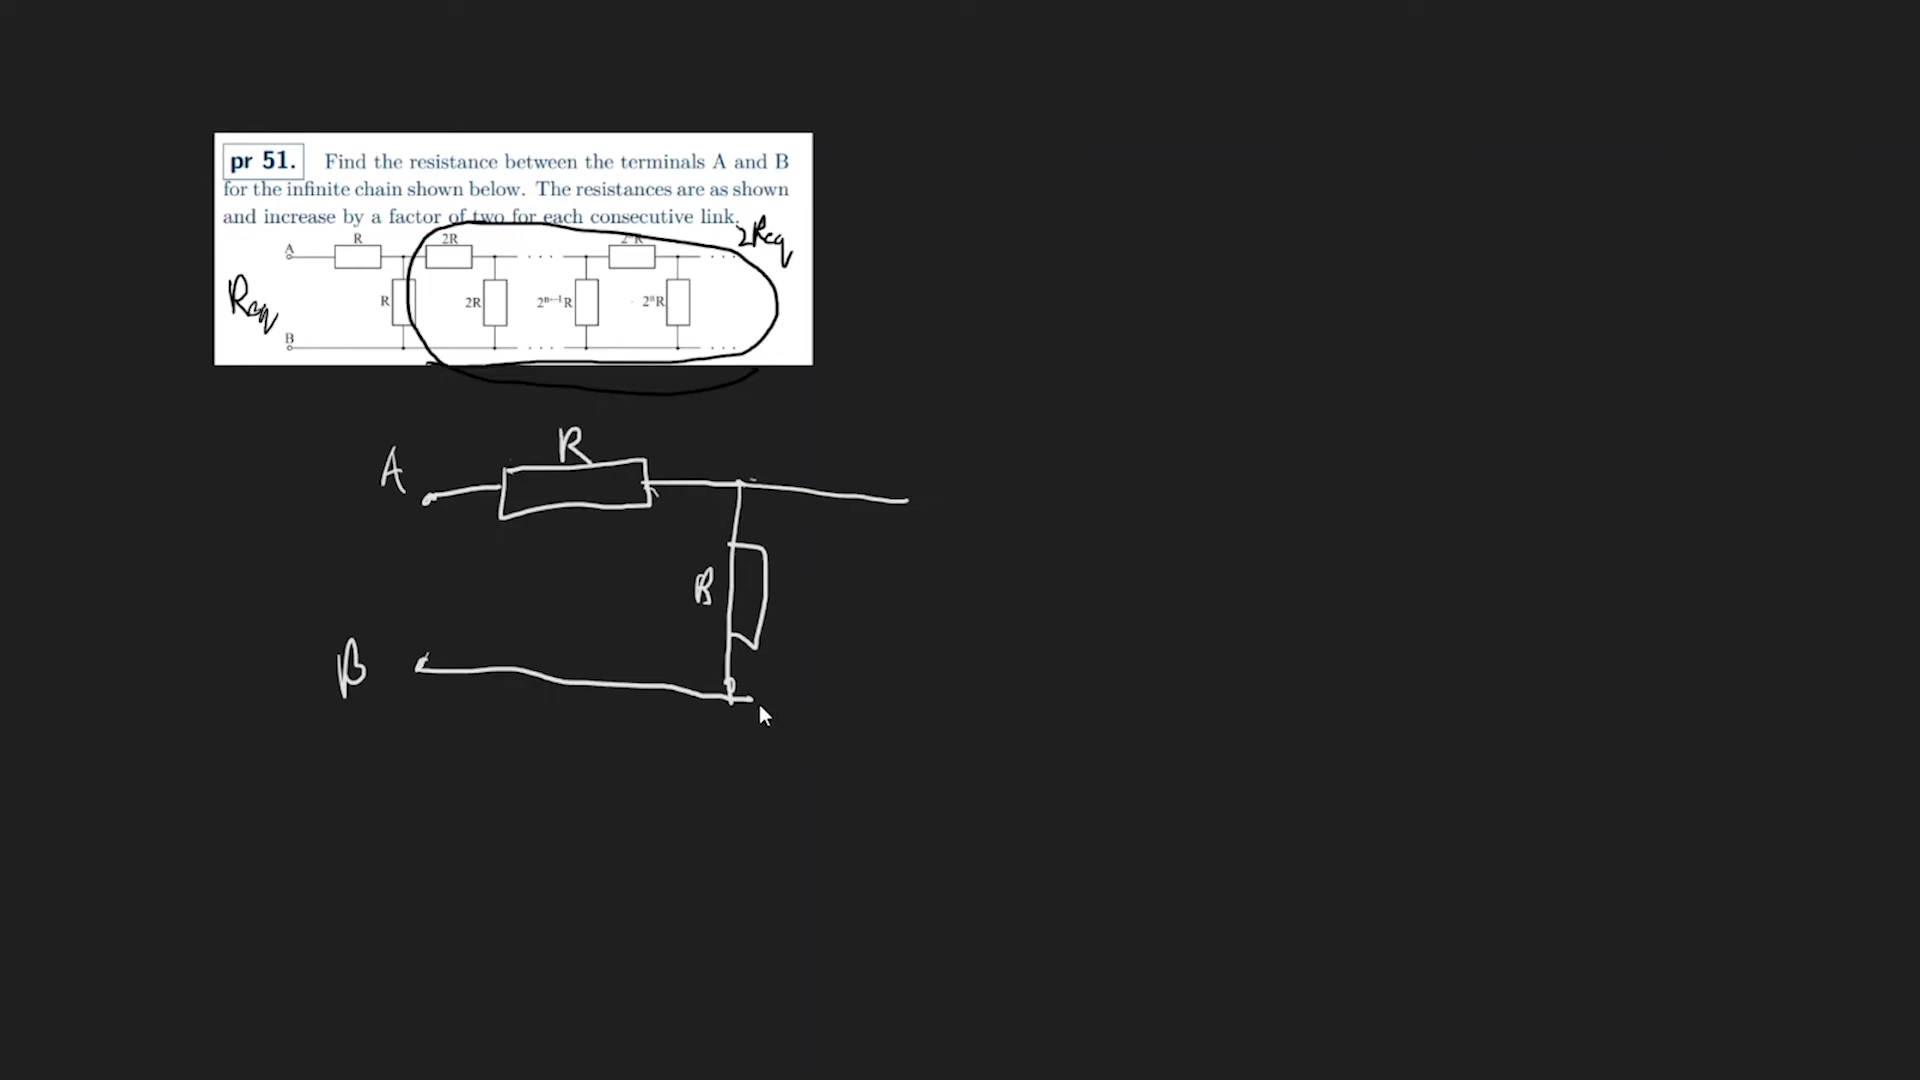 pr 51. Find the resistance between the terminals A and B
for the infinite chain shown below. The resistances are as shown
and increase by a factor of two for each consecutive link.
R 2R 2ⁿR 2Req
A
Req R 2R 2ⁿ⁻¹R 2ⁿR
B
R
A
R
B